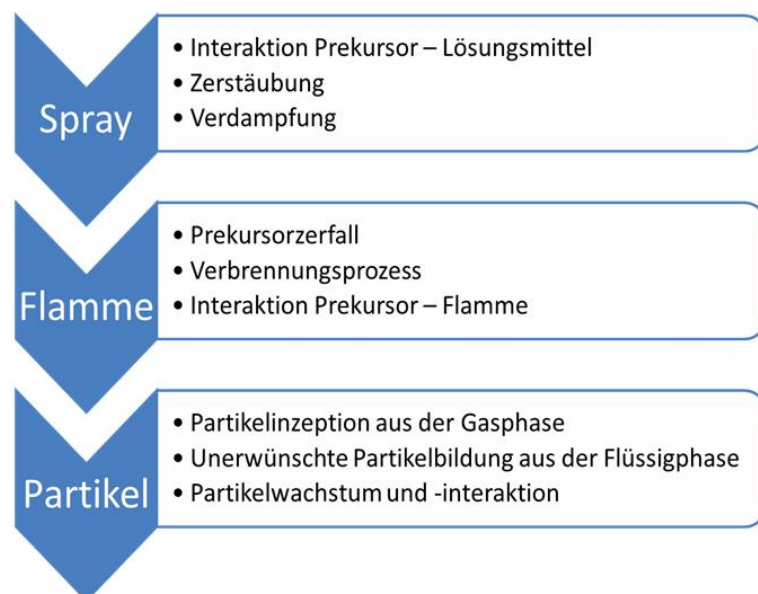 Spray
• Interaktion Prekursor – Lösungsmittel
• Zerstäubung
• Verdampfung
Flamme
• Prekursorzerfall
• Verbrennungsprozess
• Interaktion Prekursor – Flamme
Partikel
• Partikelinzeption aus der Gasphase
• Unerwünschte Partikelbildung aus der Flüssigphase
• Partikelwachstum und -interaktion